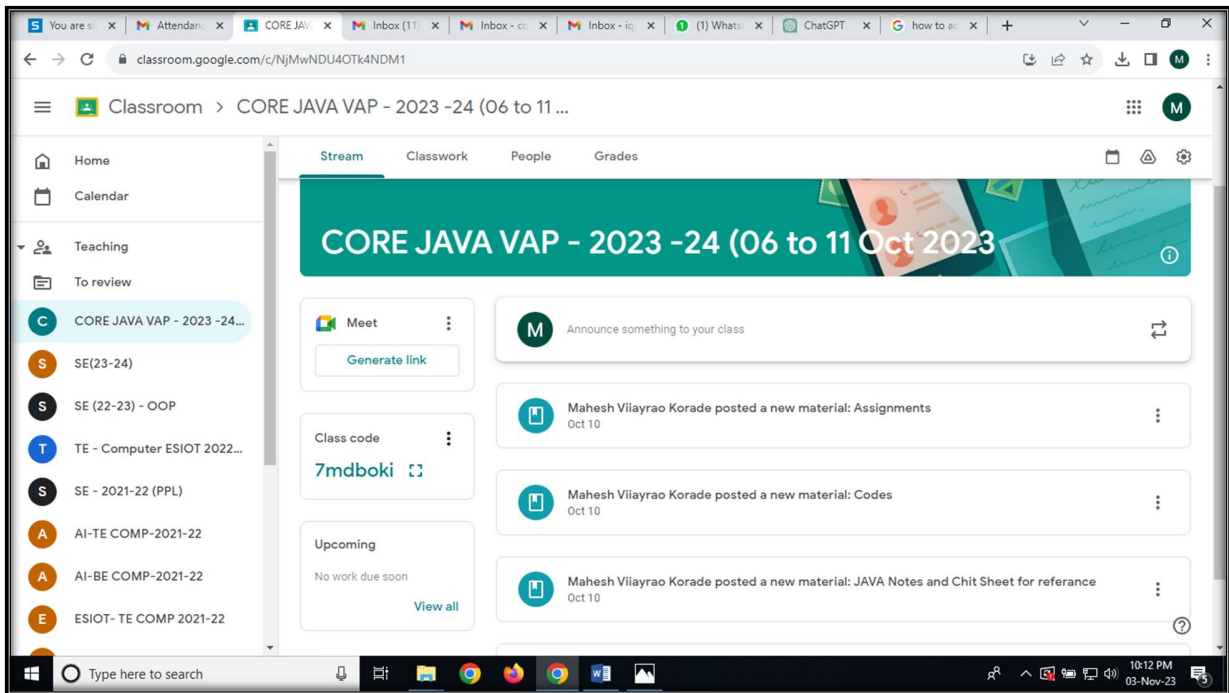 You are si
Attendanc
CORE JAV
Inbox (11
Inbox - co
Inbox - iq
(1) Whats
ChatGPT
how to ac
classroom.google.com/c/NjMwNDU4OTk4NDM1
M
Classroom > CORE JAVA VAP - 2023 -24 (06 to 11 ...
M
Home
Calendar
Teaching
To review
C CORE JAVA VAP - 2023 -24...
S SE(23-24)
S SE (22-23) - OOP
T TE - Computer ESIOT 2022...
S SE - 2021-22 (PPL)
A AI-TE COMP-2021-22
A AI-BE COMP-2021-22
E ESIOT- TE COMP 2021-22
Stream Classwork People Grades
CORE JAVA VAP - 2023 -24 (06 to 11 Oct 2023
Meet
Generate link
Class code
7mdboki
Upcoming
No work due soon
View all
M Announce something to your class
Mahesh Viiayrao Korade posted a new material: Assignments
Oct 10
Mahesh Viiayrao Korade posted a new material: Codes
Oct 10
Mahesh Viiayrao Korade posted a new material: JAVA Notes and Chit Sheet for referance
Oct 10
Type here to search
10:12 PM
03-Nov-23
5